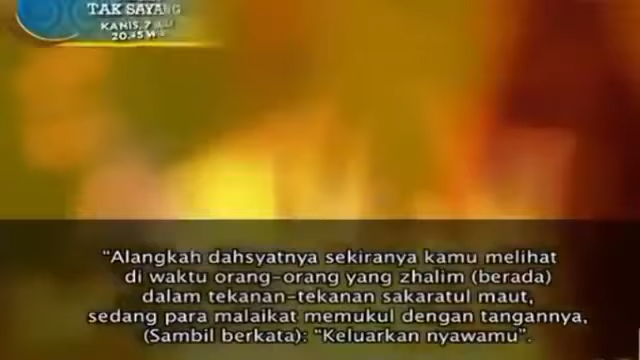 TAK SAYANG
KAMIS, 7
20.45
"Alangkah dahsyatnya sekiranya kamu melihat
di waktu orang-orang yang zhalim (berada)
dalam tekanan-tekanan sakaratul maut,
sedang para malaikat memukul dengan tangannya,
(Sambil berkata): "Keluarkan nyawamu".